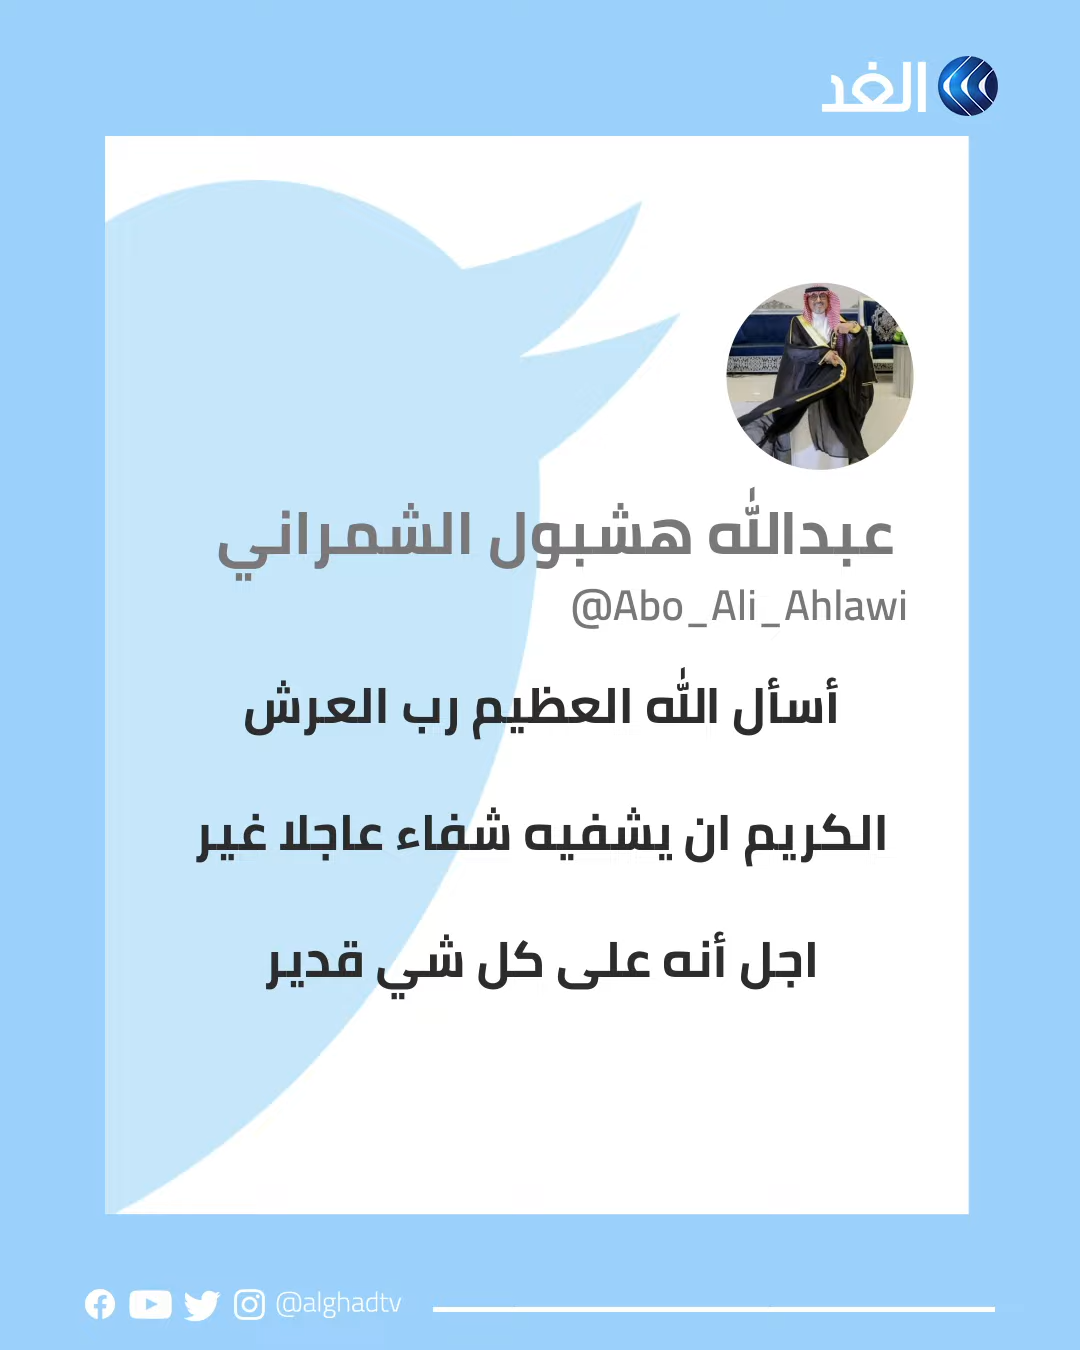 الغد
عبدالله هشبول الشمراني
@Abo_Ali_Ahlawi
أسأل الله العظيم رب العرش
الكريم ان يشفيه شفاء عاجلا غير
اجل أنه على كل شي قدير
@alghadtv